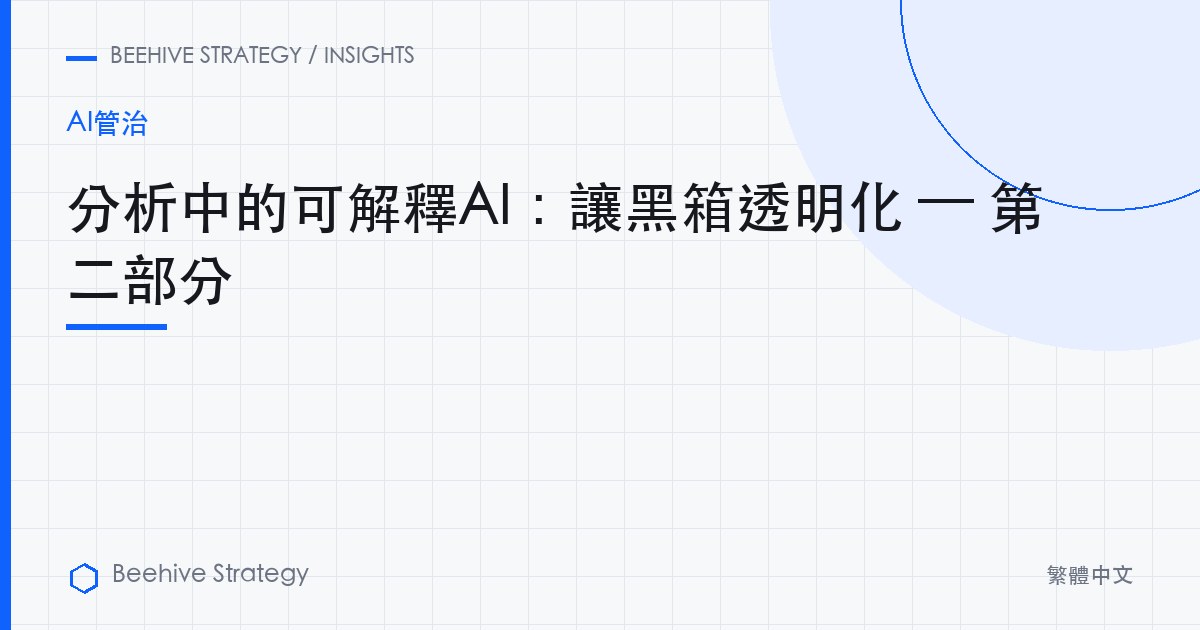 BEEHIVE STRATEGY / INSIGHTS
AI管治
分析中的可解釋AI：讓黑箱透明化 — 第
二部分
Beehive Strategy
繁體中文